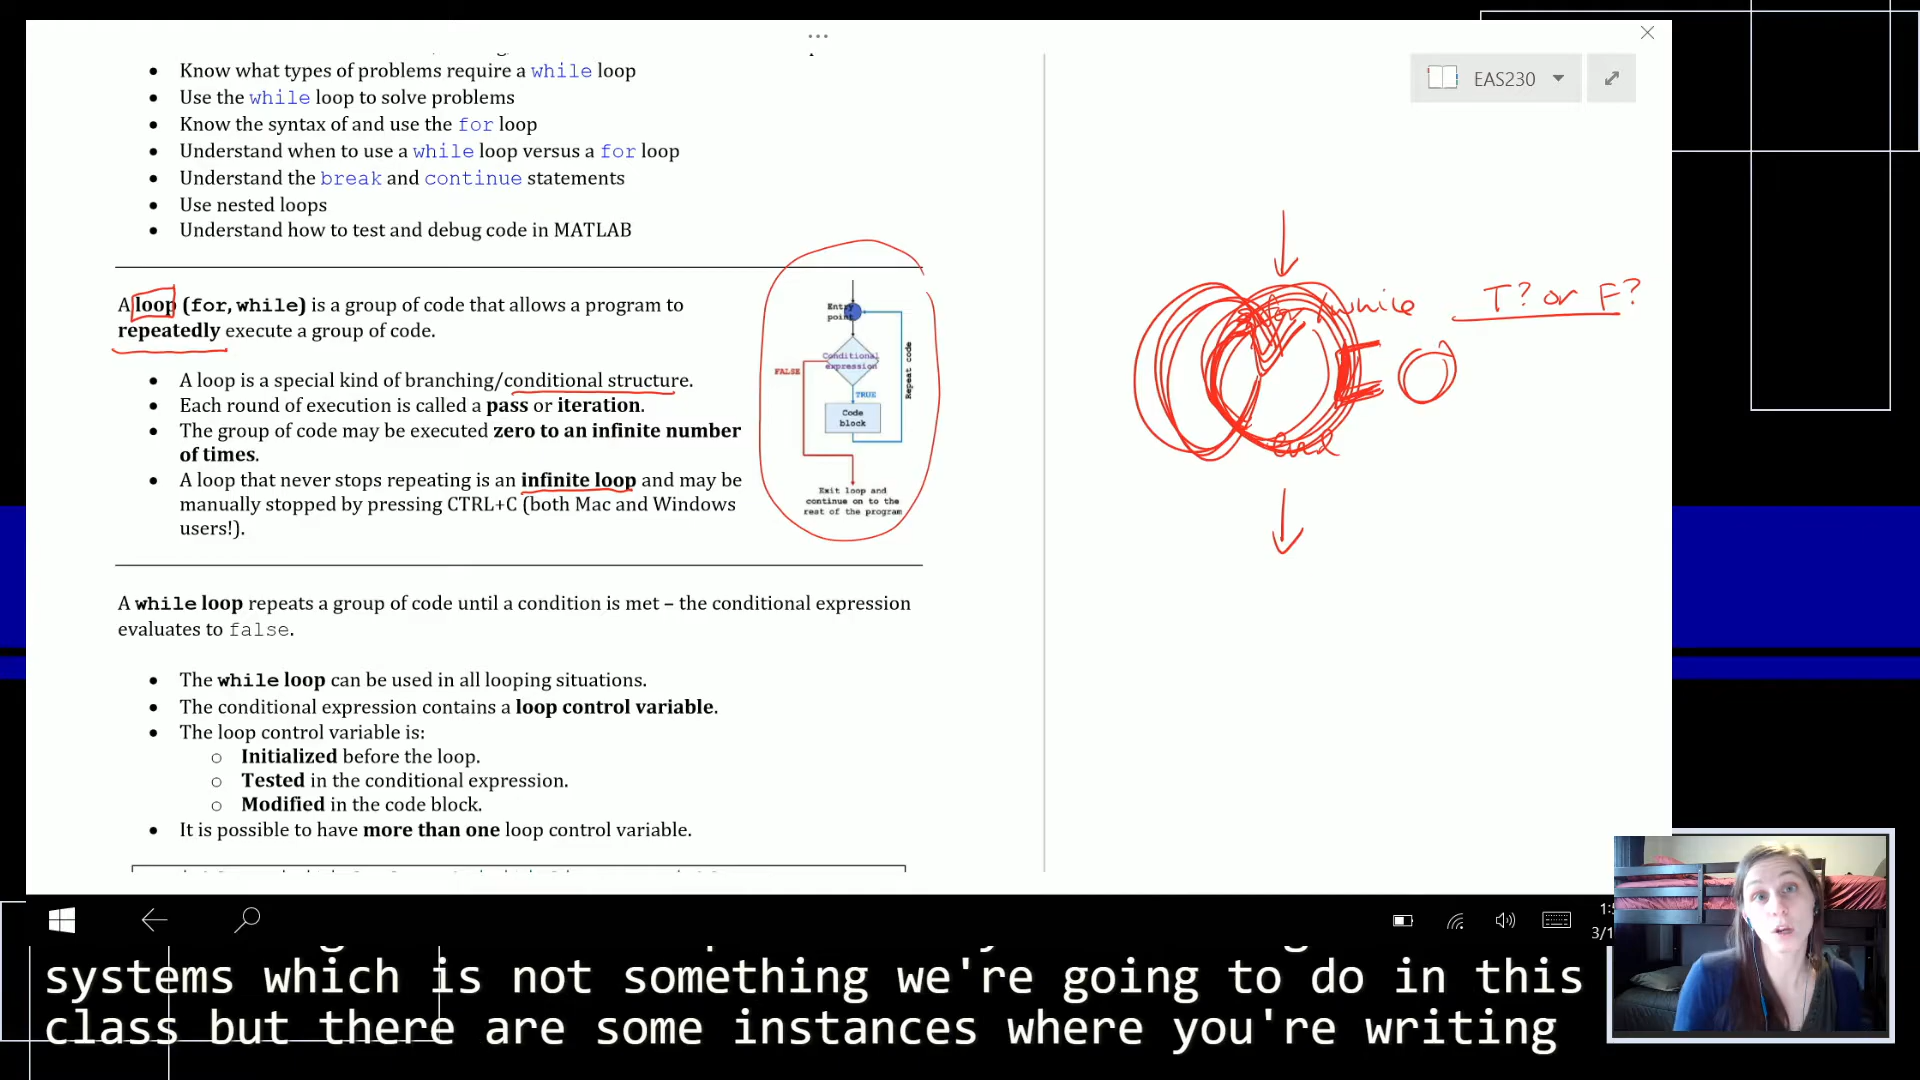 • Know what types of problems require a while loop
• Use the while loop to solve problems
• Know the syntax of and use the for loop
• Understand when to use a while loop versus a for loop
• Understand the break and continue statements
• Use nested loops
• Understand how to test and debug code in MATLAB
A loop (for, while) is a group of code that allows a program to
repeatedly execute a group of code.
• A loop is a special kind of branching/conditional structure.
• Each round of execution is called a pass or iteration.
• The group of code may be executed zero to an infinite number
of times.
• A loop that never stops repeating is an infinite loop and may be
manually stopped by pressing CTRL+C (both Mac and Windows
users!).
Entry
point
Conditional
expression
FALSE
TRUE
Code
block
Repeat code
Exit loop and
continue on to the
rest of the program
A while loop repeats a group of code until a condition is met – the conditional expression
evaluates to false.
• The while loop can be used in all looping situations.
• The conditional expression contains a loop control variable.
• The loop control variable is:
o Initialized before the loop.
o Tested in the conditional expression.
o Modified in the code block.
• It is possible to have more than one loop control variable.
EAS230
for/while
T? or F?
end
systems which is not something we're going to do in this
class but there are some instances where you're writing